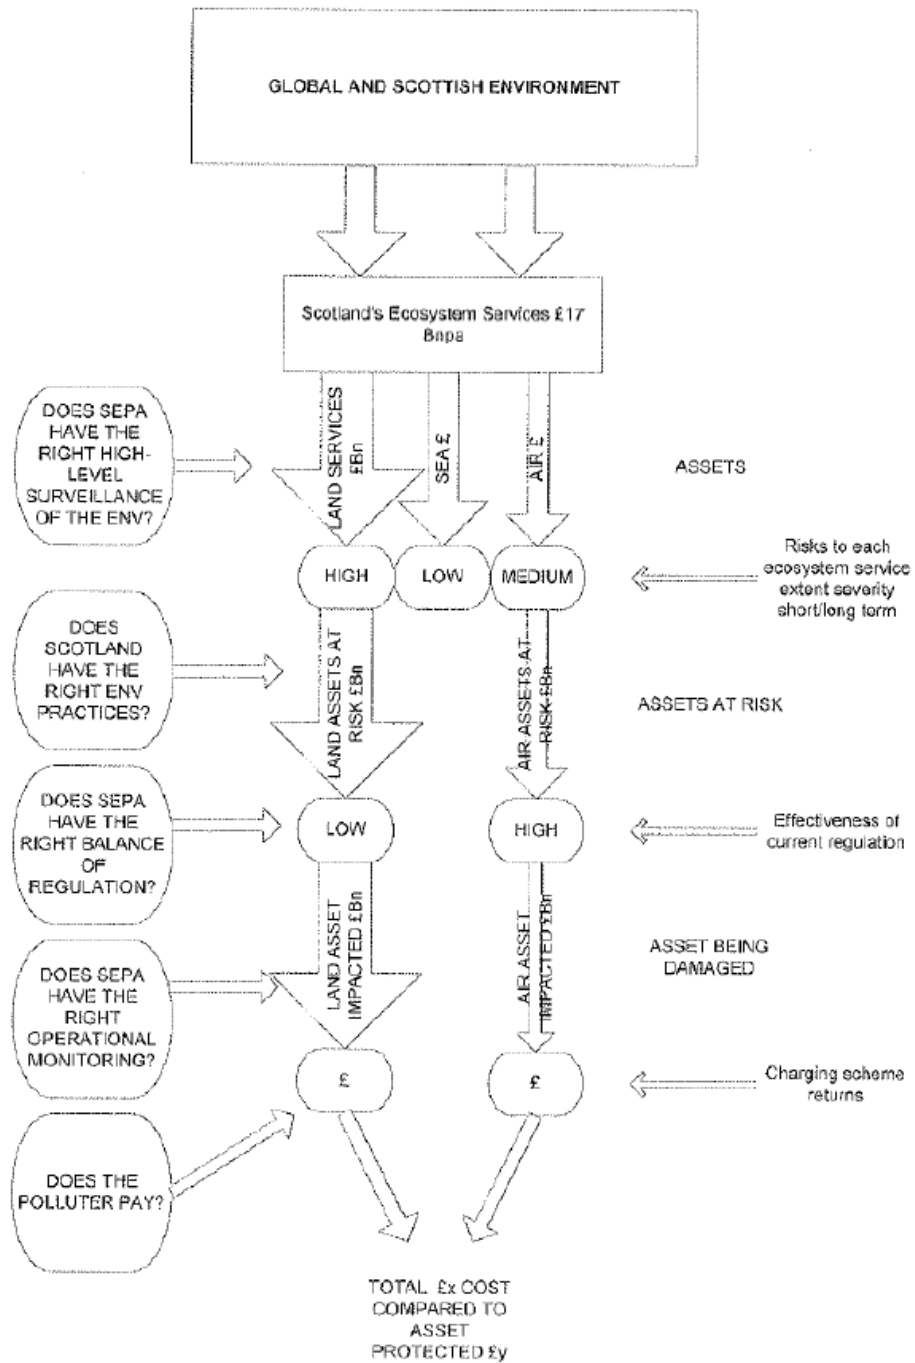 GLOBAL AND SCOTTISH ENVIRONMENT
Scotland's Ecosystem Services £17
Bnpa
DOES SEPA
HAVE THE
RIGHT HIGH-
LEVEL
SURVEILLANCE
OF THE ENV?
LAND SERVICES
£Bn
SEA £
AIR £
ASSETS
HIGH
LOW
MEDIUM
Risks to each
ecosystem service
extent severity
short/long term
DOES
SCOTLAND
HAVE THE
RIGHT ENV
PRACTICES?
LAND ASSETS AT
RISK £Bn
AIR ASSETS AT
RISK £Bn
ASSETS AT RISK
DOES SEPA
HAVE THE
RIGHT BALANCE
OF
REGULATION?
LOW
HIGH
Effectiveness of
current regulation
LAND ASSET
IMPACTED £Bn
AIR ASSET
IMPACTED £Bn
ASSET BEING
DAMAGED
DOES SEPA
HAVE THE
RIGHT
OPERATIONAL
MONITORING?
£
£
Charging scheme
returns
DOES THE
POLLUTER PAY?
TOTAL £x COST
COMPARED TO
ASSET
PROTECTED £y